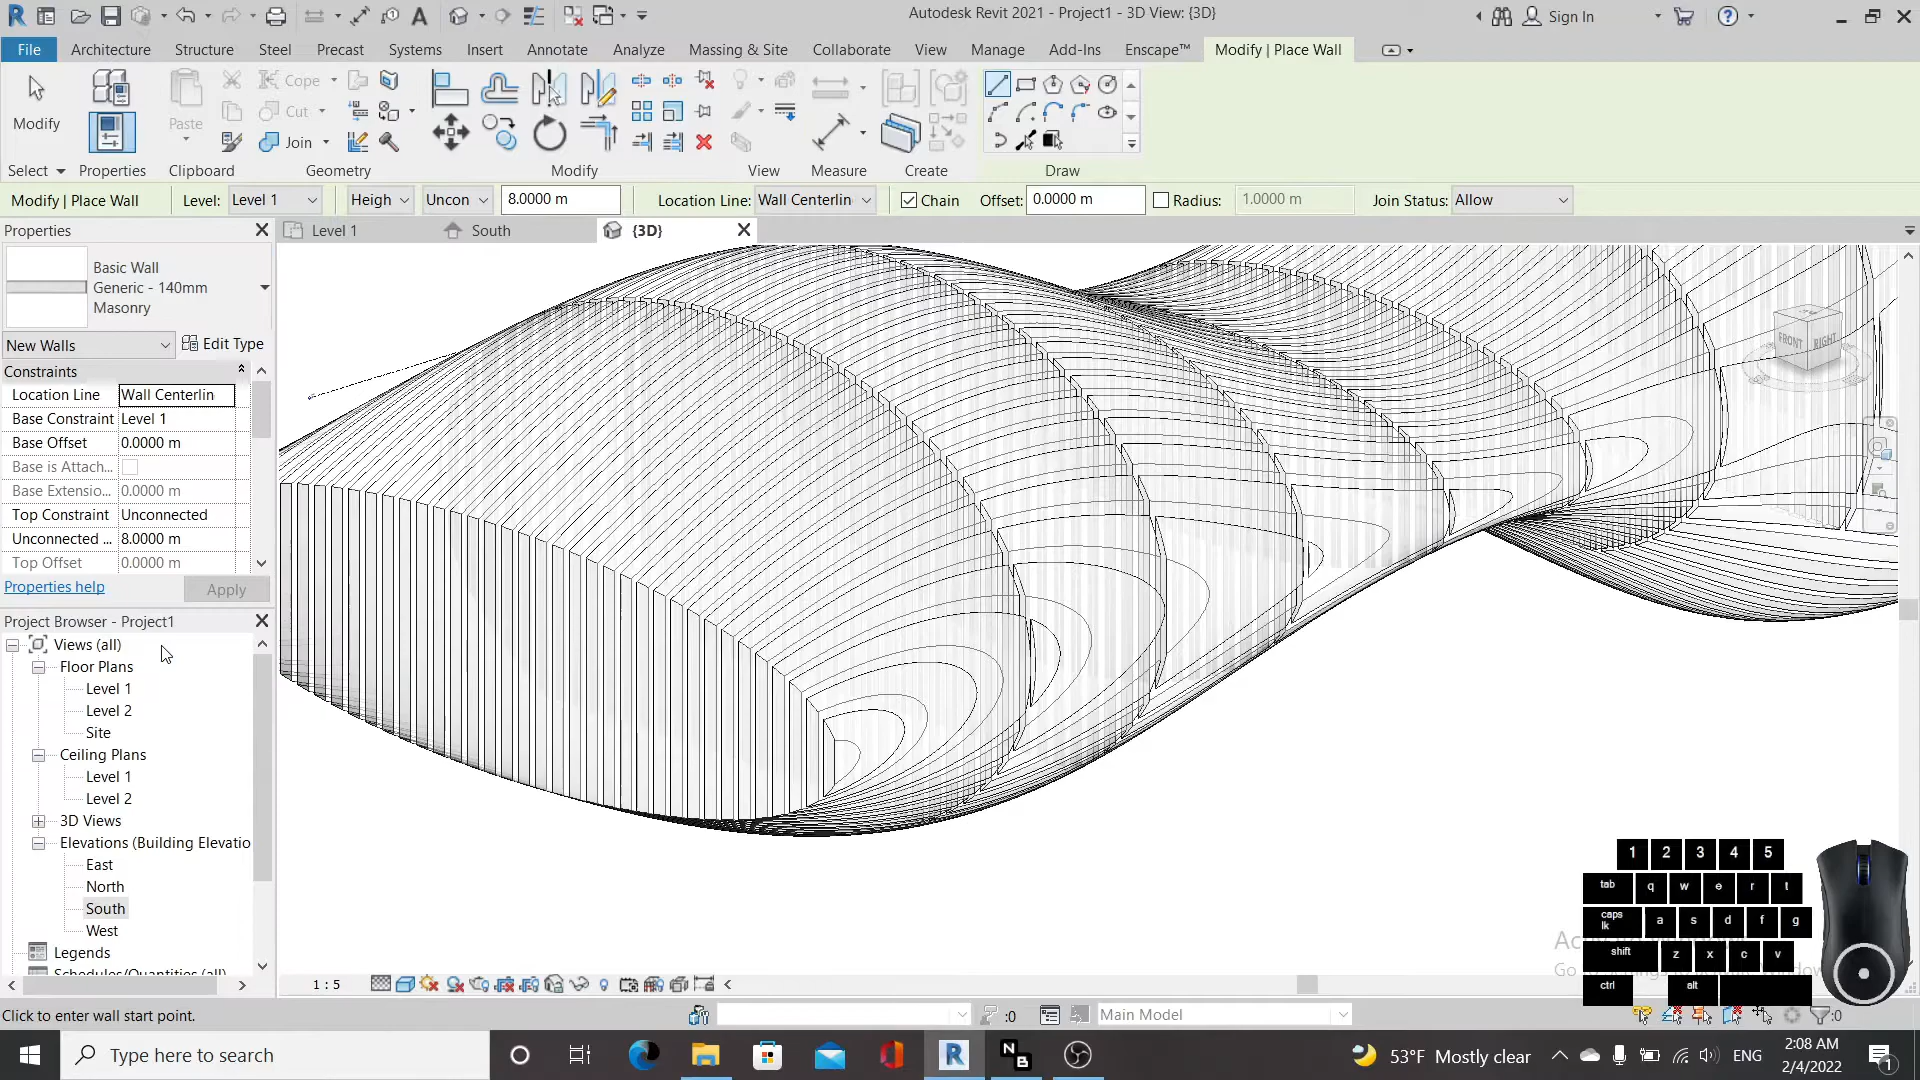 Autodesk Revit 2021 - Project1 - 3D View: {3D}
Sign In
File Architecture Structure Steel Precast Systems Insert Annotate Analyze Massing & Site Collaborate View Manage Add-Ins Enscape™ Modify | Place Wall
Modify
Paste
Cope
Cut
Join
Select Properties Clipboard Geometry Modify View Measure Create Draw
Modify | Place Wall Level: Level 1 Heigh Uncon 8.0000 m Location Line: Wall Centerlin Chain Offset: 0.0000 m Radius: 1.0000 m Join Status: Allow
Properties
Level 1 South {3D}
Basic Wall
Generic - 140mm
Masonry
New Walls Edit Type
Constraints
Location Line Wall Centerlin
Base Constraint Level 1
Base Offset 0.0000 m
Base is Attach...
Base Extensio... 0.0000 m
Top Constraint Unconnected
Unconnected ... 8.0000 m
Top Offset 0.0000 m
Properties help Apply
FRONT RIGHT
Project Browser - Project1
Views (all)
Floor Plans
Level 1
Level 2
Site
Ceiling Plans
Level 1
Level 2
3D Views
Elevations (Building Elevatio
East
North
South
West
Legends
Schedules/Quantities (all)
1 2 3 4 5
tab q w e r t
caps lk a s d f g
shift z x c v
ctrl alt
1 : 5
Click to enter wall start point.
:0
Main Model
:0
Type here to search
53°F Mostly clear
ENG
2:08 AM
2/4/2022
1